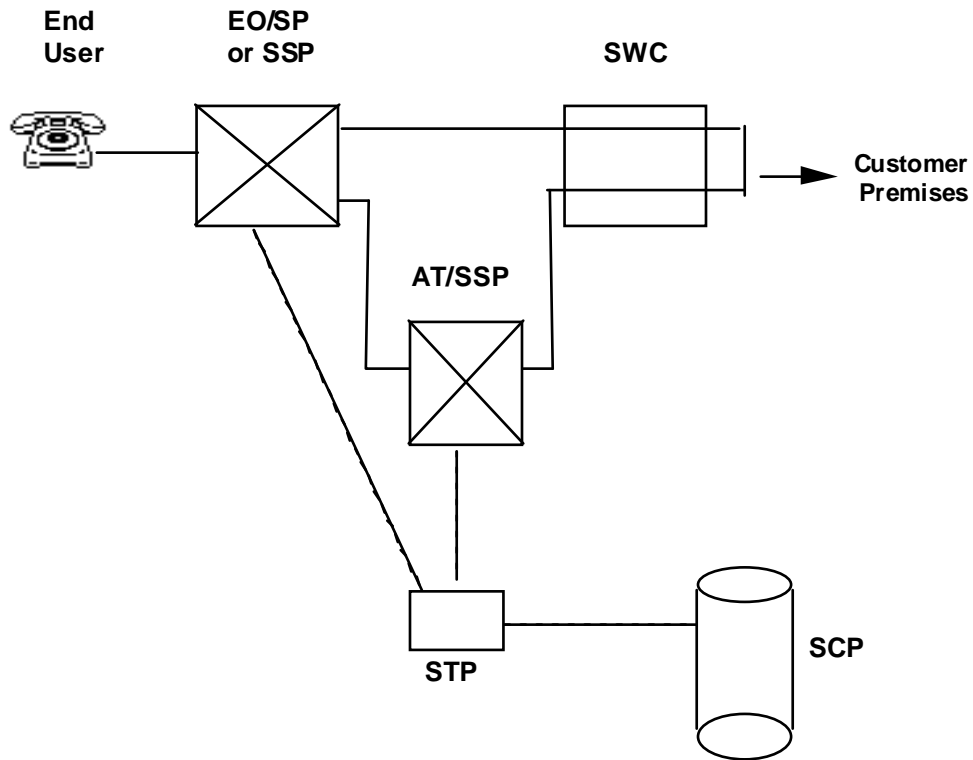 End
User
EO/SP
or SSP
SWC
Customer
Premises
AT/SSP
STP
SCP